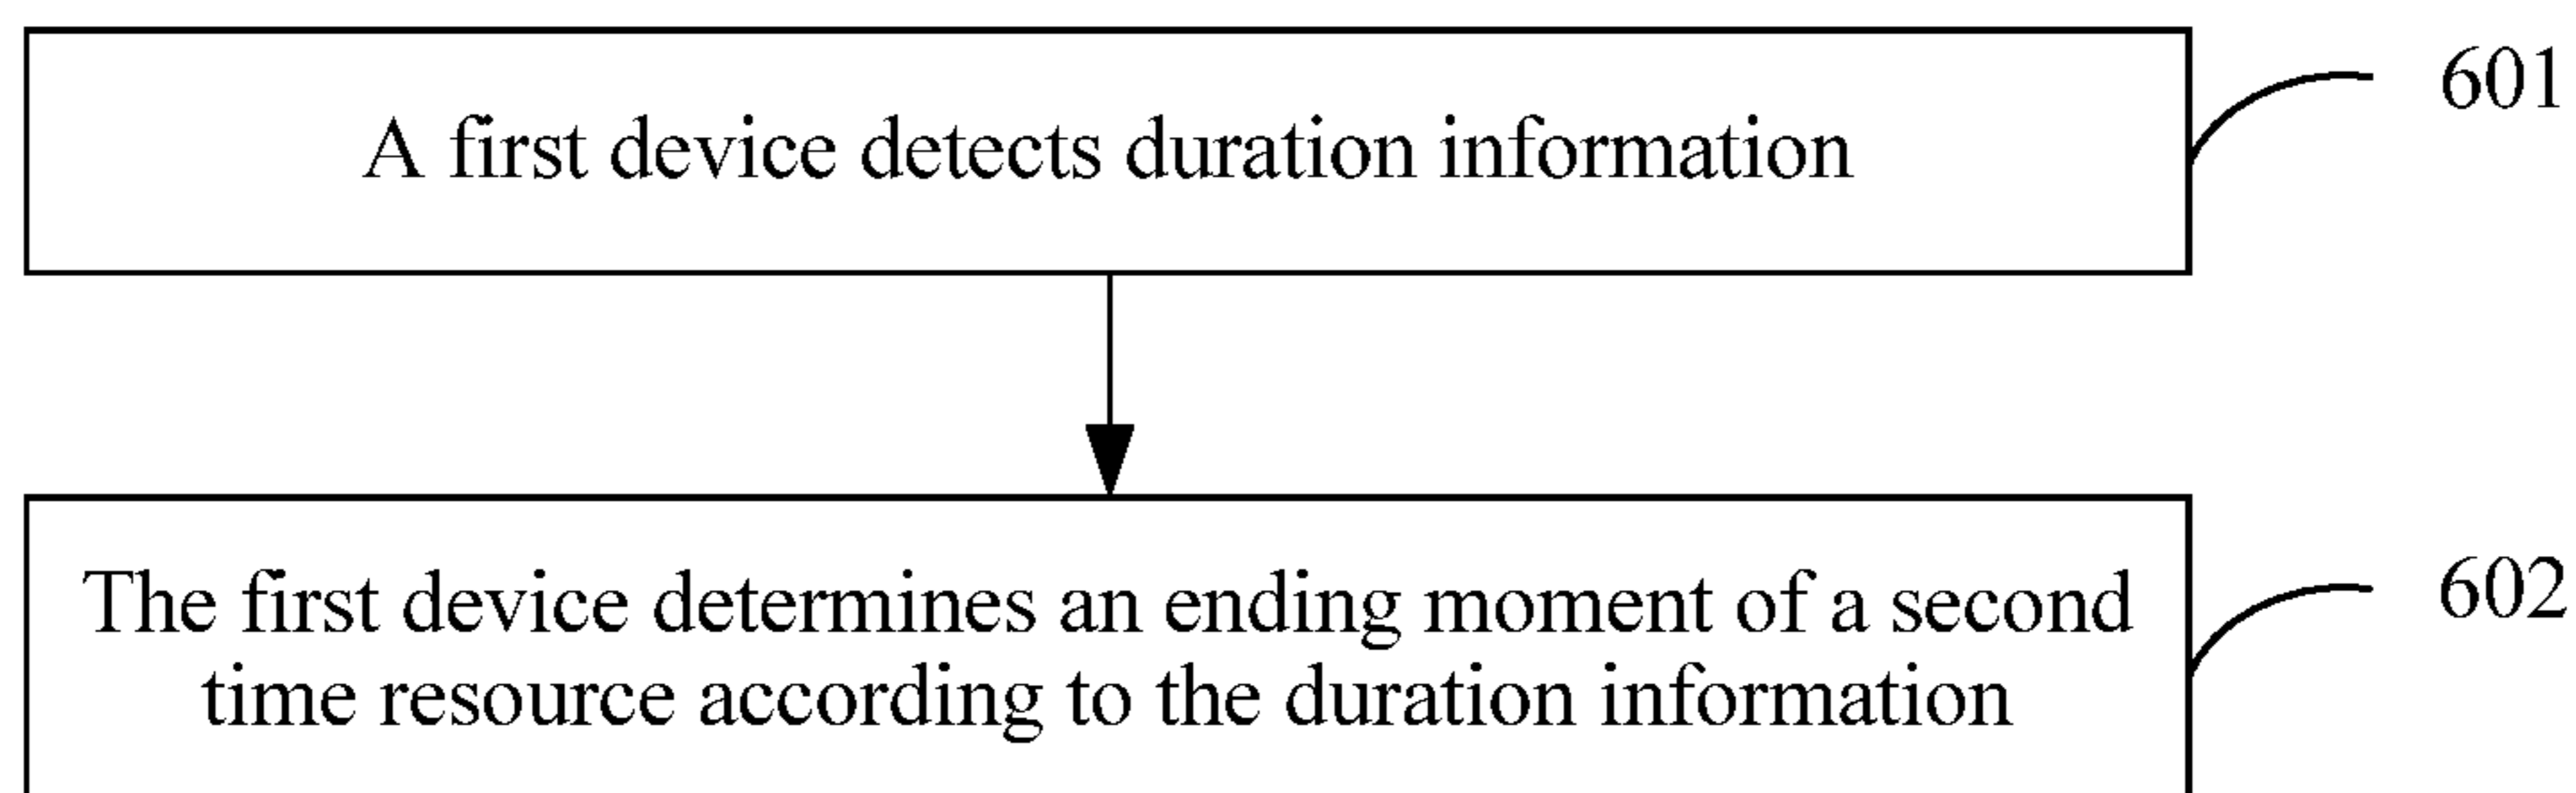 A first device detects duration information
601
The first device determines an ending moment of a second
time resource according to the duration information
602